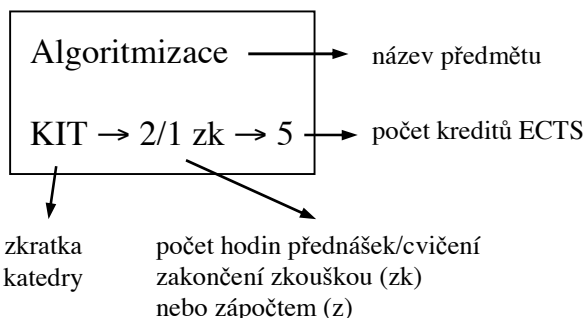 Algoritmizace → název předmětu
KIT → 2/1 zk → 5 → počet kreditů ECTS
zkratka
katedry
počet hodin přednášek/cvičení
zakončení zkouškou (zk)
nebo zápočtem (z)